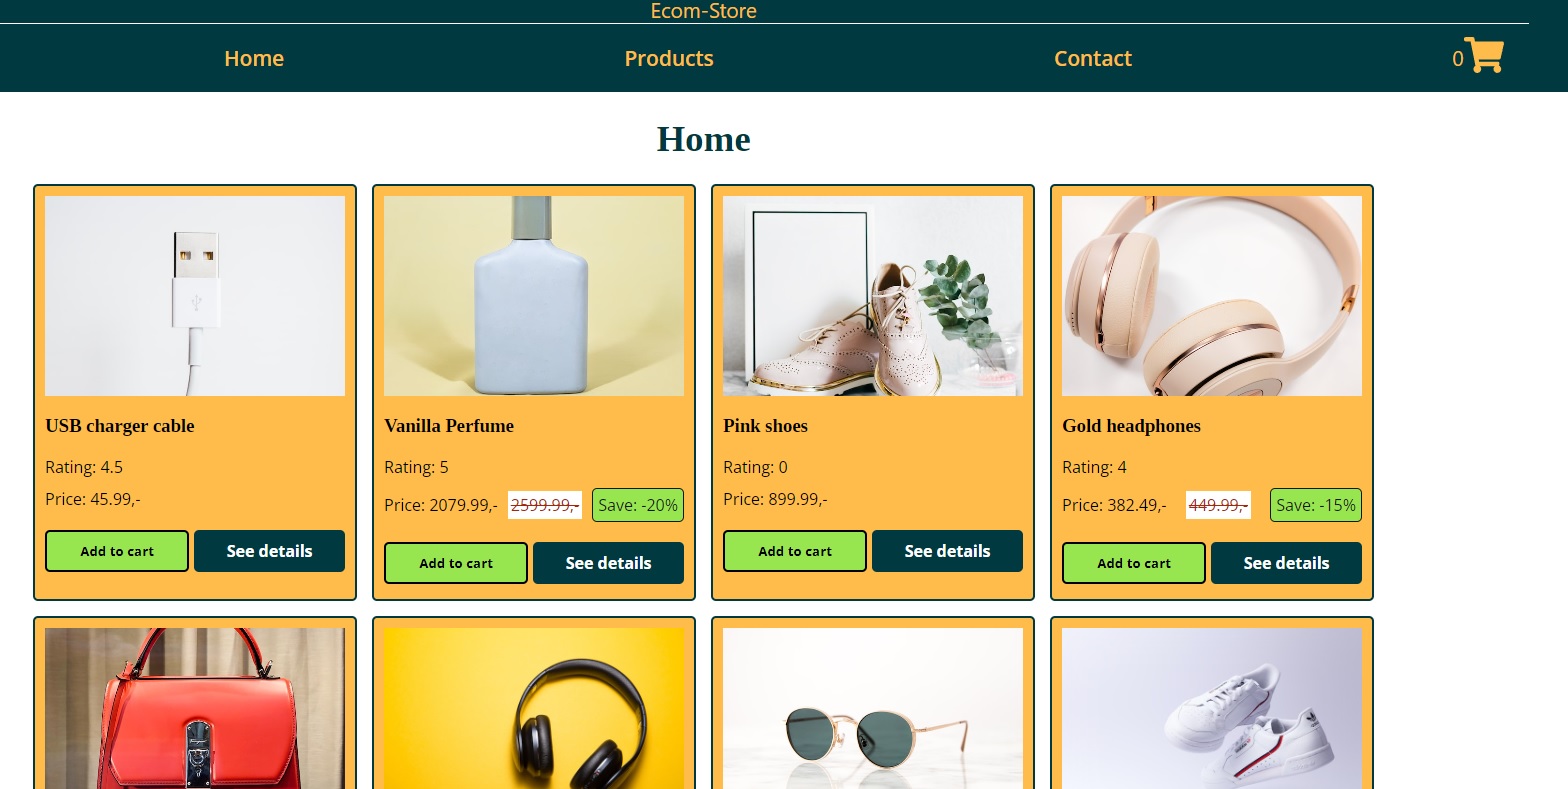 Ecom-Store
Home Products Contact 0
Home
USB charger cable Vanilla Perfume Pink shoes Gold headphones
Rating: 4.5 Rating: 5 Rating: 0 Rating: 4
Price: 45.99,- Price: 2079.99,- 2599.99,- Save: -20% Price: 899.99,- Price: 382.49,- 449.99,- Save: -15%
Add to cart See details Add to cart See details Add to cart See details Add to cart See details